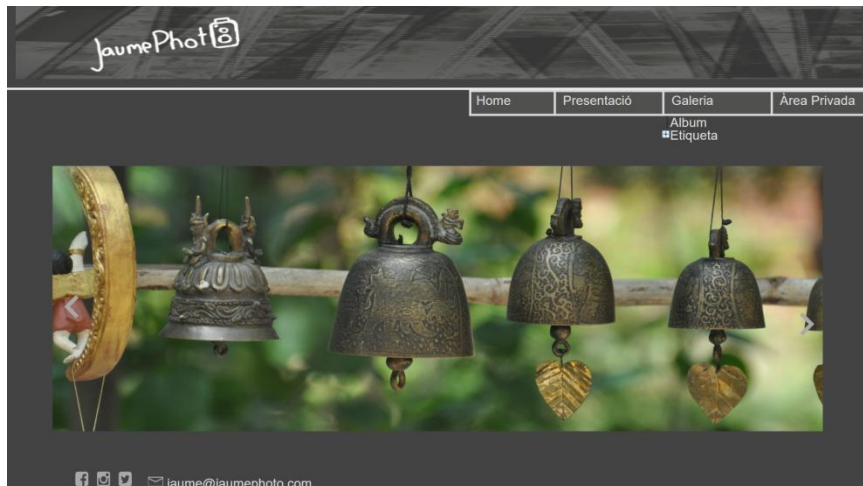 JaumePhoto
Home Presentació Galeria Àrea Privada
Album
Etiqueta
jaume@jaumephoto.com